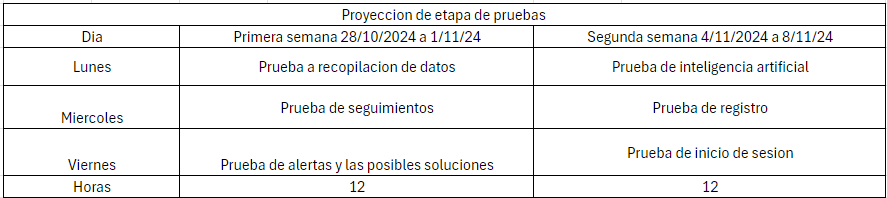 Proyeccion de etapa de pruebas
Dia Primera semana 28/10/2024 a 1/11/24 Segunda semana 4/11/2024 a 8/11/24
Lunes Prueba a recopilacion de datos Prueba de inteligencia artificial
Miercoles Prueba de seguimientos Prueba de registro
Viernes Prueba de alertas y las posibles soluciones Prueba de inicio de sesion
Horas 12 12